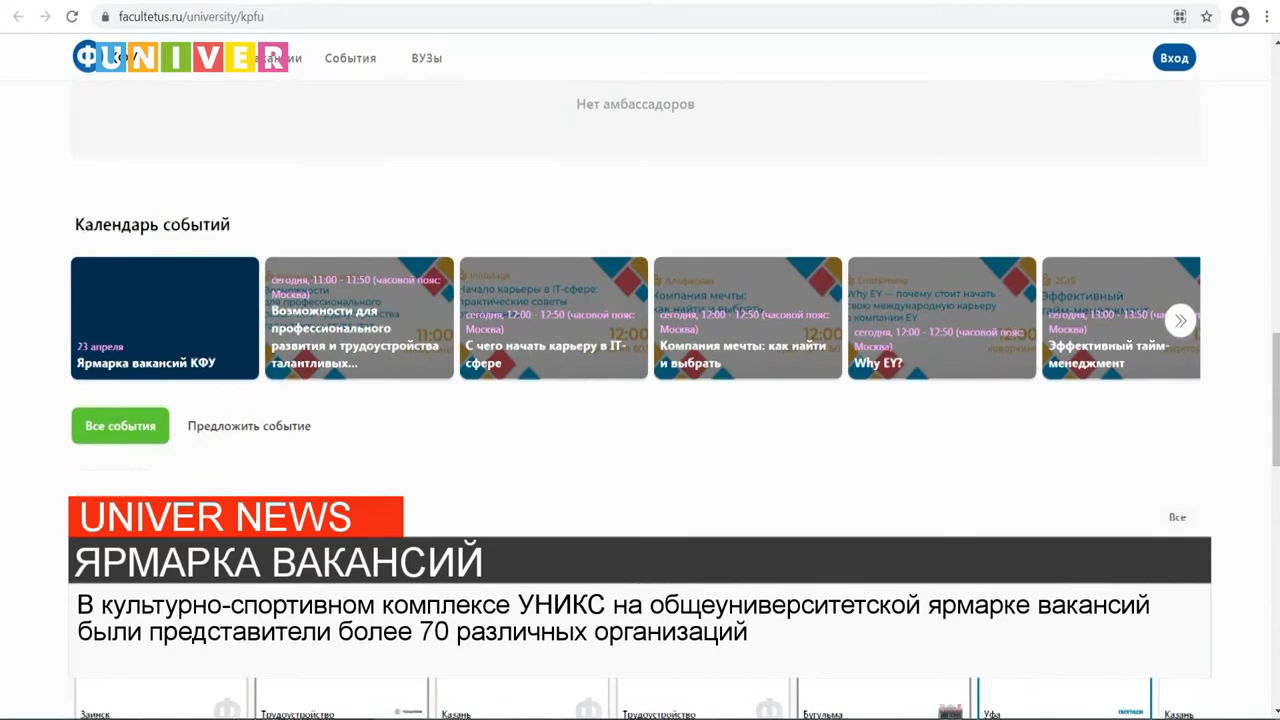 facultetus.ru/university/kpfu
UNIVER
События
ВУЗы
Вход
Нет амбассадоров
Календарь событий
23 апреля
Ярмарка вакансий КФУ
сегодня, 11:00 - 11:50 (часовой пояс:
Москва)
Возможности для
профессионального
развития и трудоустройства
талантливых...
сегодня, 12:00 - 12:50 (часовой пояс:
Москва)
С чего начать карьеру в IT-
сфере
сегодня, 12:00 - 12:50 (часовой пояс:
Москва)
Компания мечты: как найти
и выбрать
сегодня, 12:00 - 12:50 (часовой пояс:
Москва)
Why EY?
сегодня, 13:00 - 13:50 (часовой
Москва)
Эффективный тайм-
менеджмент
Все события
Предложить событие
UNIVER NEWS
Все
ЯРМАРКА ВАКАНСИЙ
В культурно-спортивном комплексе УНИКС на общеуниверситетской ярмарке вакансий
были представители более 70 различных организаций
Заинск
Трудоустройство
Казань
Трудоустройство
Бугульма
Уфа
Казань